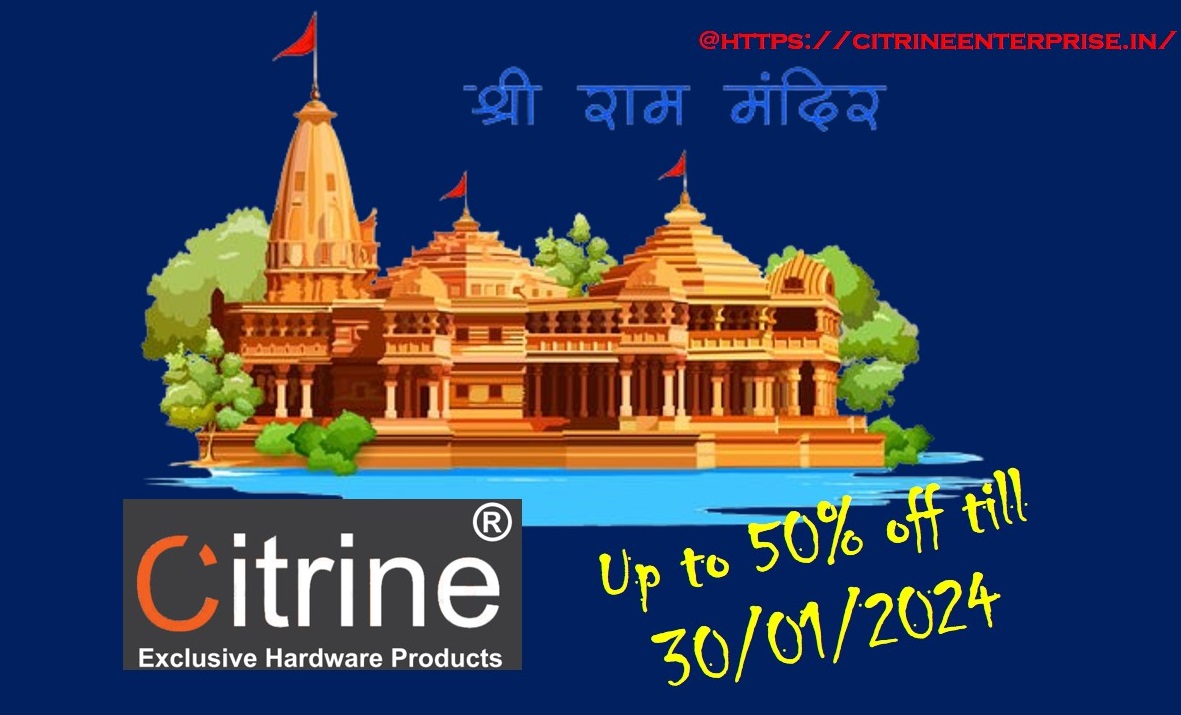 @HTTPS://CITRINEENTERPRISE.IN/
श्री राम मंदिर
Citrine®
Exclusive Hardware Products
Up to 50% off till
30/01/2024